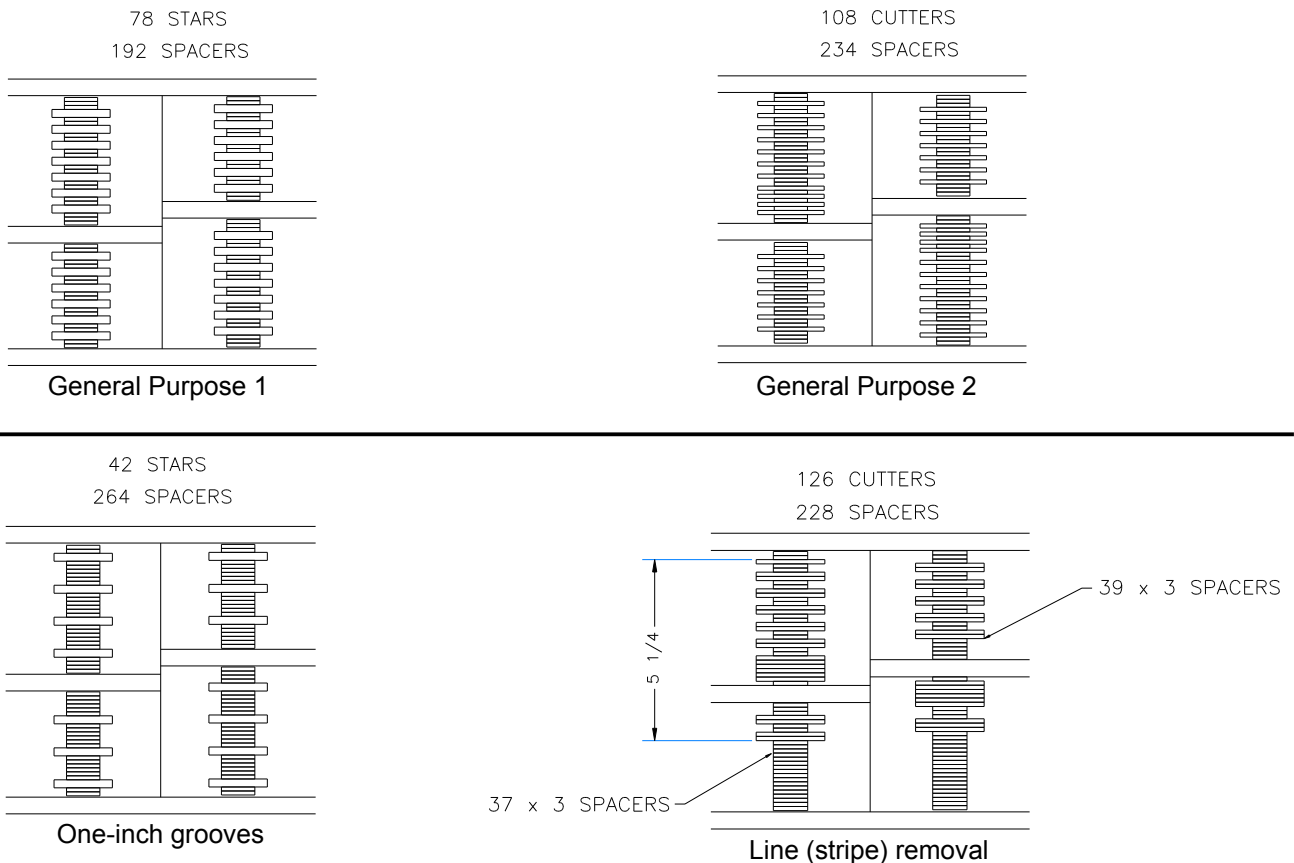 78 STARS
192 SPACERS
General Purpose 1
108 CUTTERS
234 SPACERS
General Purpose 2
42 STARS
264 SPACERS
One-inch grooves
126 CUTTERS
228 SPACERS
5 1/4
39 x 3 SPACERS
37 x 3 SPACERS
Line (stripe) removal